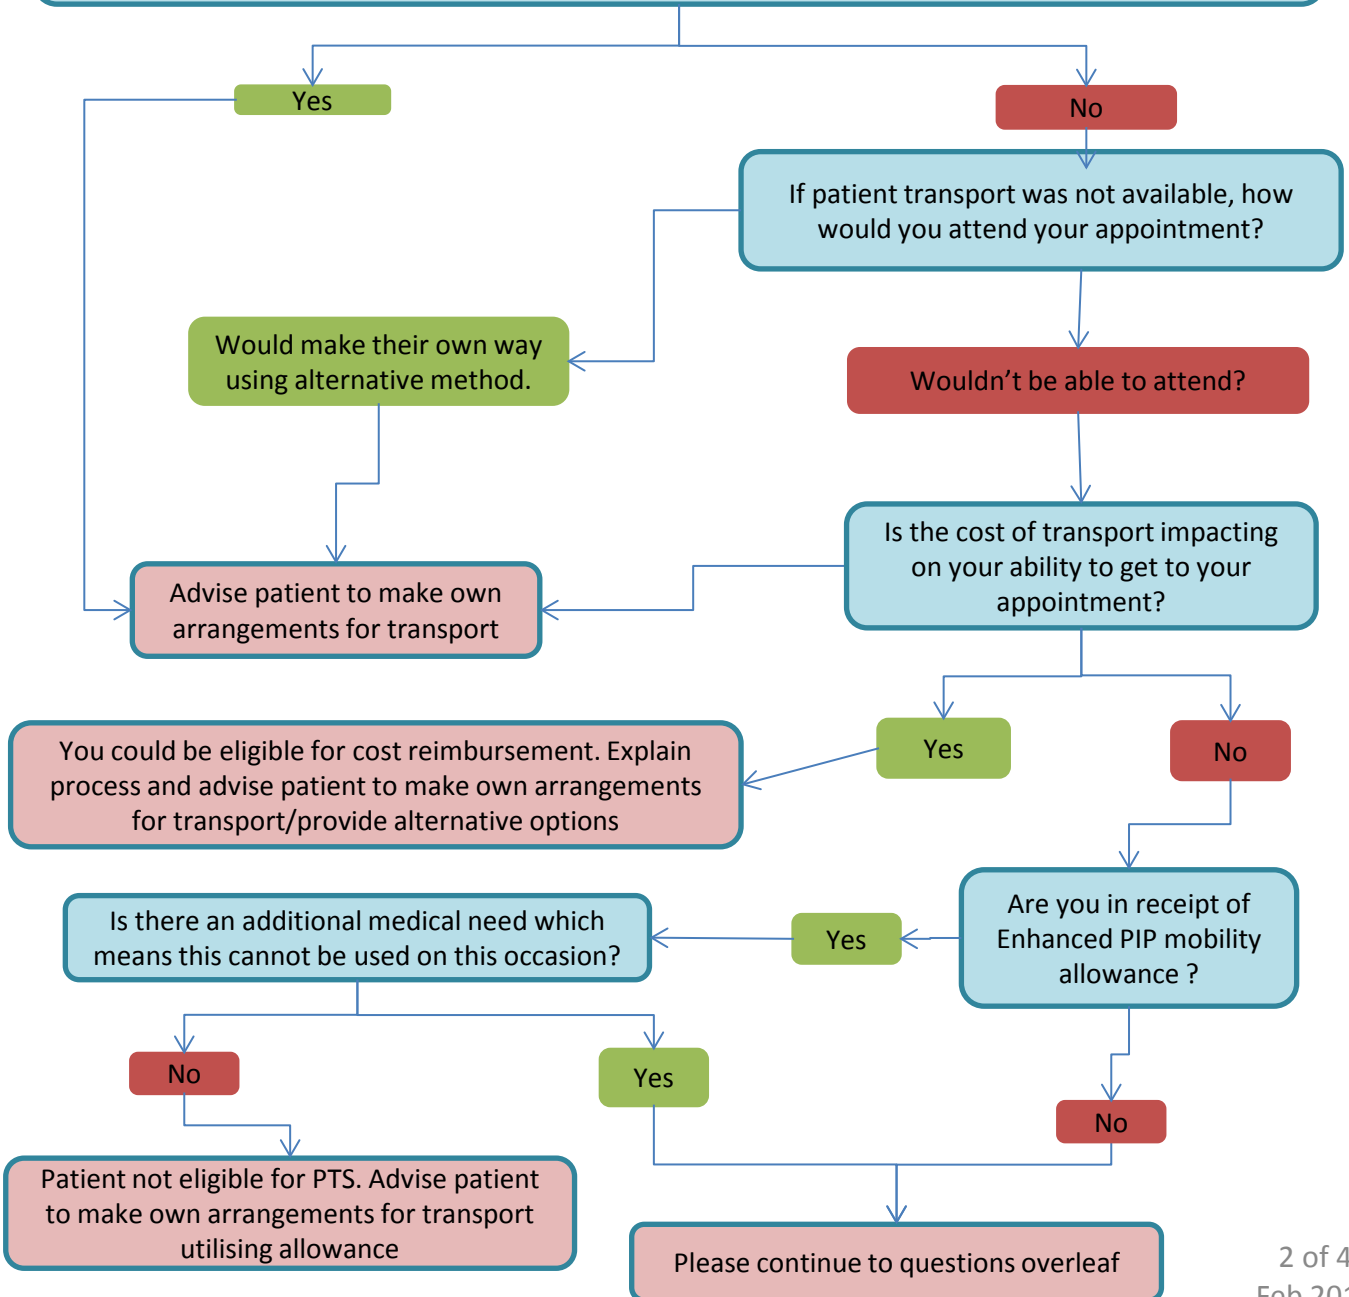 Yes
No
If patient transport was not available, how
would you attend your appointment?
Would make their own way
using alternative method.
Wouldn't be able to attend?
Is the cost of transport impacting
on your ability to get to your
appointment?
Advise patient to make own
arrangements for transport
You could be eligible for cost reimbursement. Explain
process and advise patient to make own arrangements
for transport/provide alternative options
Yes
No
Are you in receipt of
Enhanced PIP mobility
allowance ?
Yes
Is there an additional medical need which
means this cannot be used on this occasion?
No
Yes
No
Patient not eligible for PTS. Advise patient
to make own arrangements for transport
utilising allowance
Please continue to questions overleaf
2 of 4
Feb 201